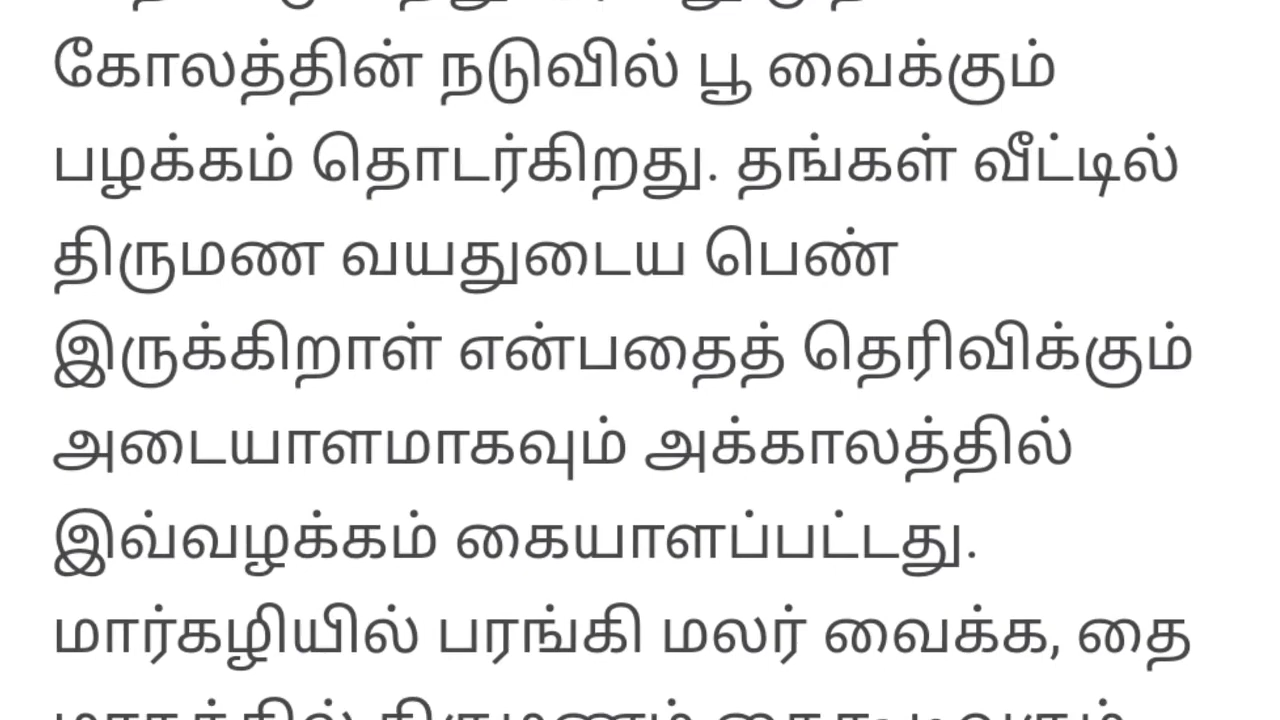 கோலத்தின் நடுவில் பூ வைக்கும்
பழக்கம் தொடர்கிறது. தங்கள் வீட்டில்
திருமண வயதுடைய பெண்
இருக்கிறாள் என்பதைத் தெரிவிக்கும்
அடையாளமாகவும் அக்காலத்தில்
இவ்வழக்கம் கையாளப்பட்டது.
மார்கழியில் பரங்கி மலர் வைக்க, தை